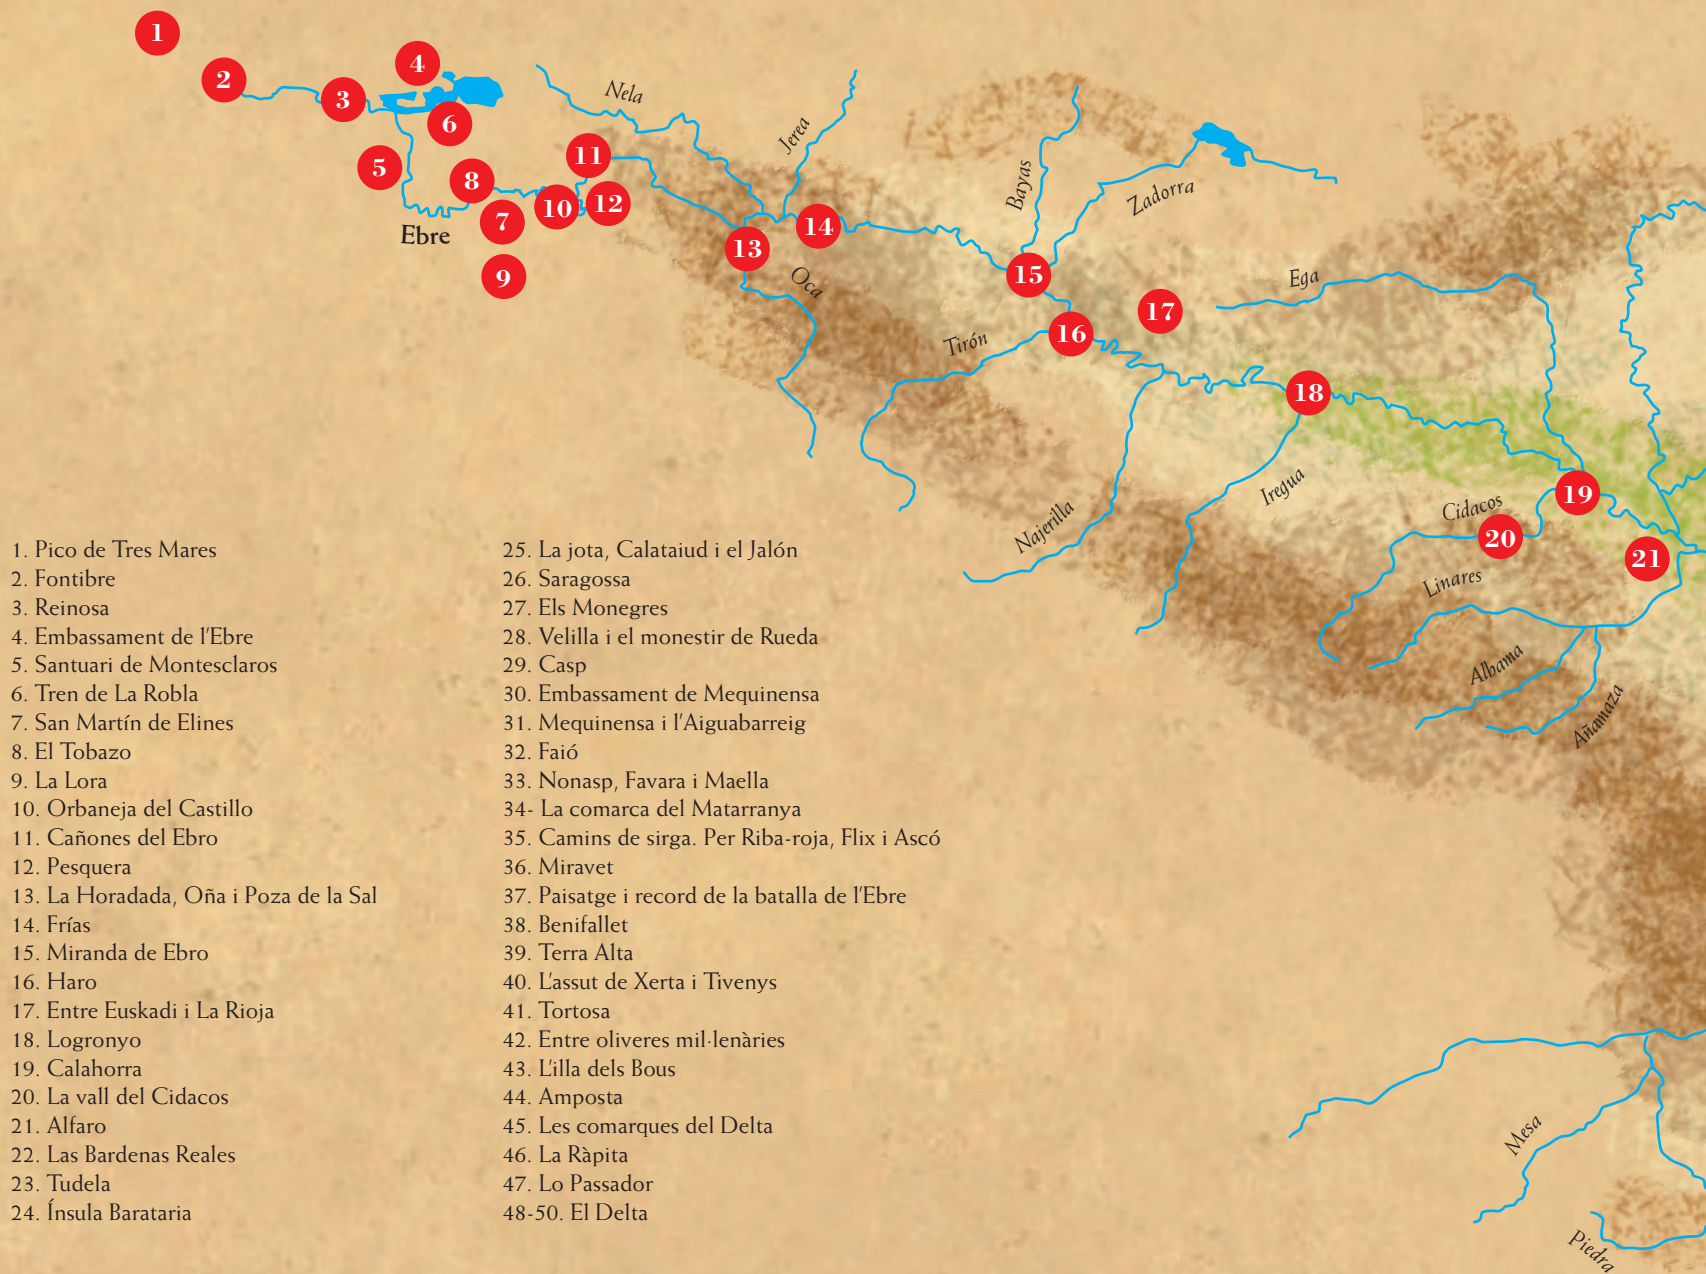 1
2
3
4
5
6
7
8
9
10
11
12
13
14
15
16
17
18
19
20
21
Nela
Jerea
Bayas
Zadorra
Ebre
Oca
Ega
Tirón
Najerilla
Iregua
Cidacos
Linares
Alhama
Añamaza
Mesa
Piedra
1. Pico de Tres Mares
2. Fontibre
3. Reinosa
4. Embassament de l'Ebre
5. Santuari de Montesclaros
6. Tren de La Robla
7. San Martín de Elines
8. El Tobazo
9. La Lora
10. Orbaneja del Castillo
11. Cañones del Ebro
12. Pesquera
13. La Horadada, Oña i Poza de la Sal
14. Frías
15. Miranda de Ebro
16. Haro
17. Entre Euskadi i La Rioja
18. Logronyo
19. Calahorra
20. La vall del Cidacos
21. Alfaro
22. Las Bardenas Reales
23. Tudela
24. Ínsula Barataria
25. La jota, Calataiud i el Jalón
26. Saragossa
27. Els Monegres
28. Velilla i el monestir de Rueda
29. Casp
30. Embassament de Mequinensa
31. Mequinensa i l'Aiguabarreig
32. Faió
33. Nonasp, Favara i Maella
34- La comarca del Matarranya
35. Camins de sirga. Per Riba-roja, Flix i Ascó
36. Miravet
37. Paisatge i record de la batalla de l'Ebre
38. Benifallet
39. Terra Alta
40. L'assut de Xerta i Tivenys
41. Tortosa
42. Entre oliveres mil·lenàries
43. L'illa dels Bous
44. Amposta
45. Les comarques del Delta
46. La Ràpita
47. Lo Passador
48-50. El Delta